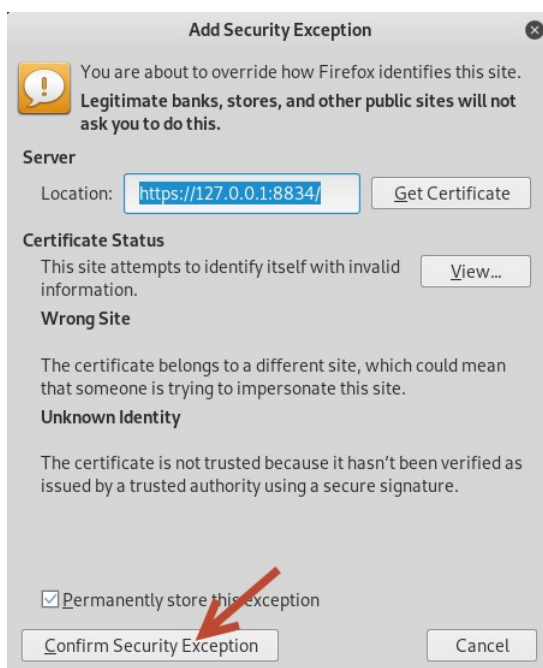 Add Security Exception
You are about to override how Firefox identifies this site.
Legitimate banks, stores, and other public sites will not
ask you to do this.
Server
Location: https://127.0.0.1:8834/ Get Certificate
Certificate Status
This site attempts to identify itself with invalid View...
information.
Wrong Site
The certificate belongs to a different site, which could mean
that someone is trying to impersonate this site.
Unknown Identity
The certificate is not trusted because it hasn't been verified as
issued by a trusted authority using a secure signature.
Permanently store this exception
Confirm Security Exception Cancel